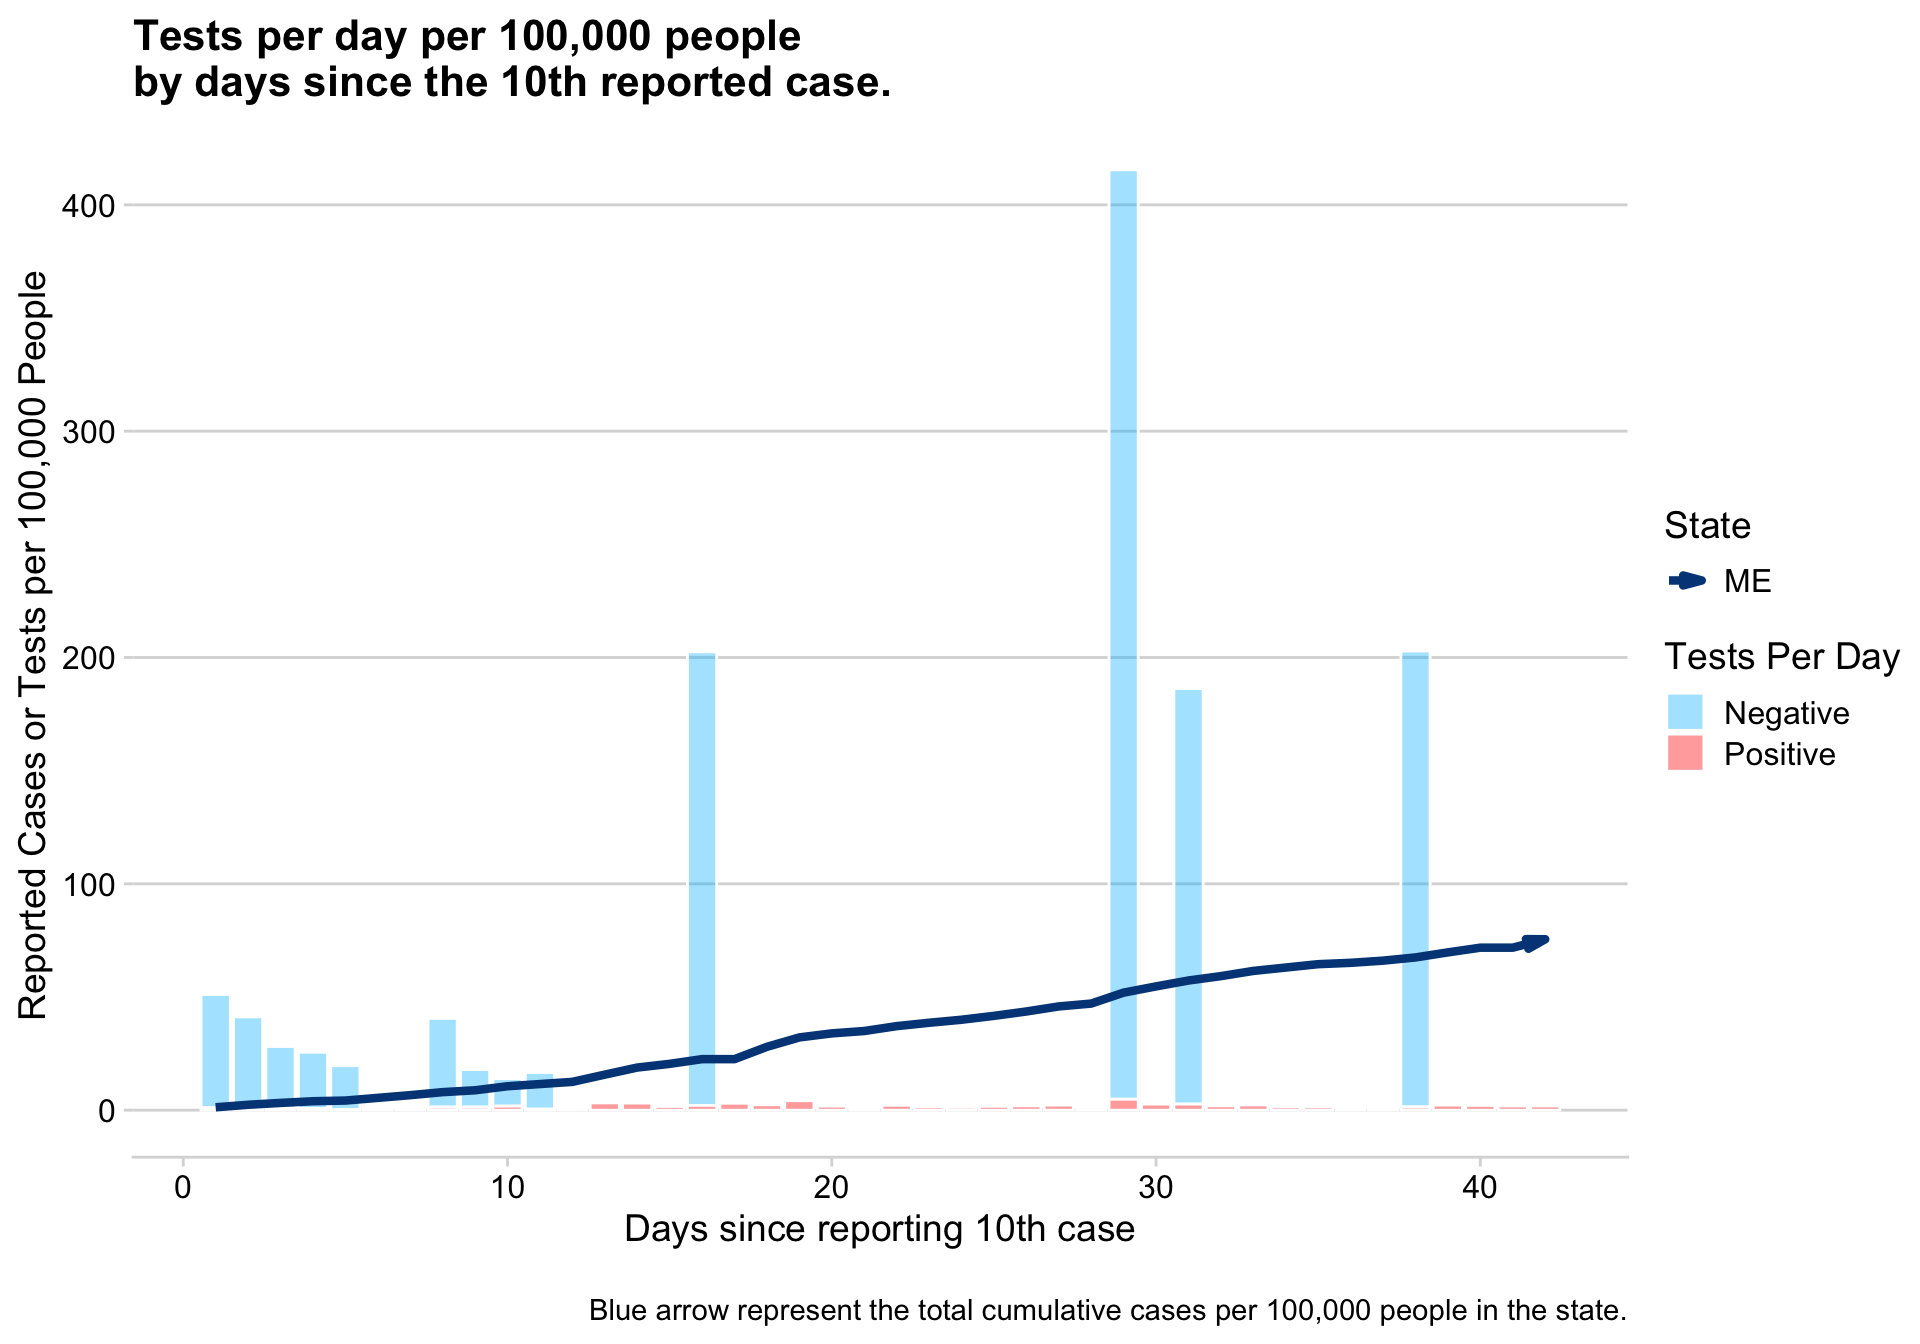 Tests per day per 100,000 people
by days since the 10th reported case.
Reported Cases or Tests per 100,000 People
400
300
200
100
0
0
10
20
30
40
Days since reporting 10th case
State
ME
Tests Per Day
Negative
Positive
Blue arrow represent the total cumulative cases per 100,000 people in the state.